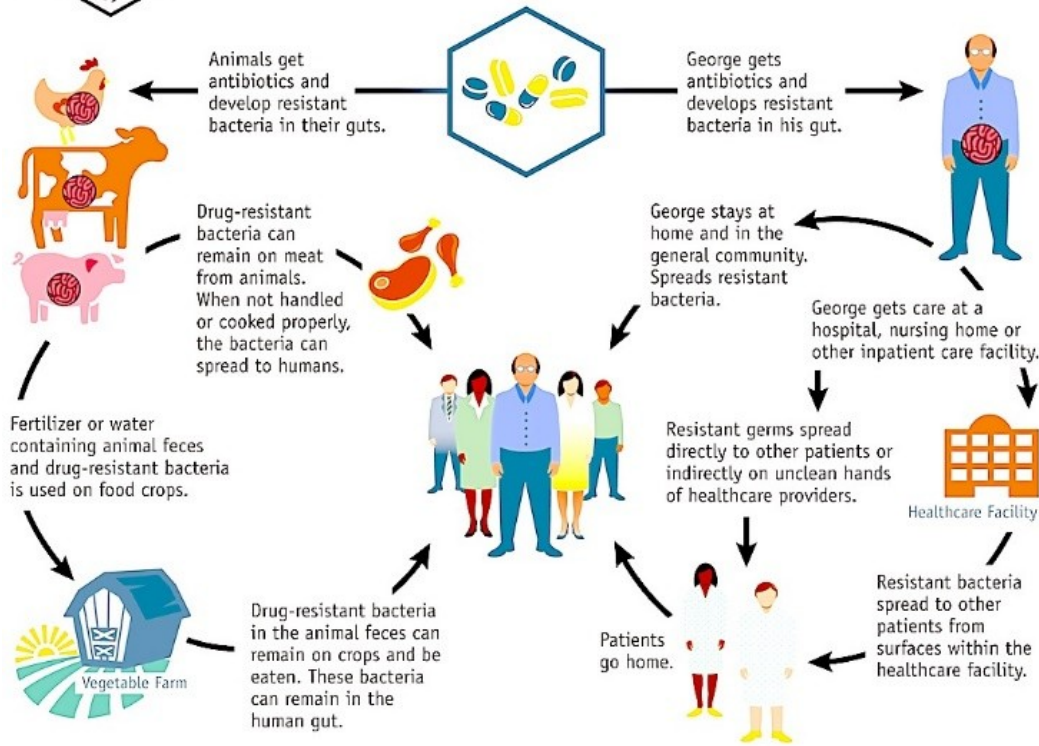 Animals get
antibiotics and
develop resistant
bacteria in their guts.
George gets
antibiotics and
develops resistant
bacteria in his gut.
Drug-resistant
bacteria can
remain on meat
from animals.
When not handled
or cooked properly,
the bacteria can
spread to humans.
George stays at
home and in the
general community.
Spreads resistant
bacteria.
George gets care at a
hospital, nursing home or
other inpatient care facility.
Fertilizer or water
containing animal feces
and drug-resistant bacteria
is used on food crops.
Resistant germs spread
directly to other patients or
indirectly on unclean hands
of healthcare providers.
Healthcare Facility
Vegetable Farm
Drug-resistant bacteria
in the animal feces can
remain on crops and be
eaten. These bacteria
can remain in the
human gut.
Patients
go home.
Resistant bacteria
spread to other
patients from
surfaces within the
healthcare facility.